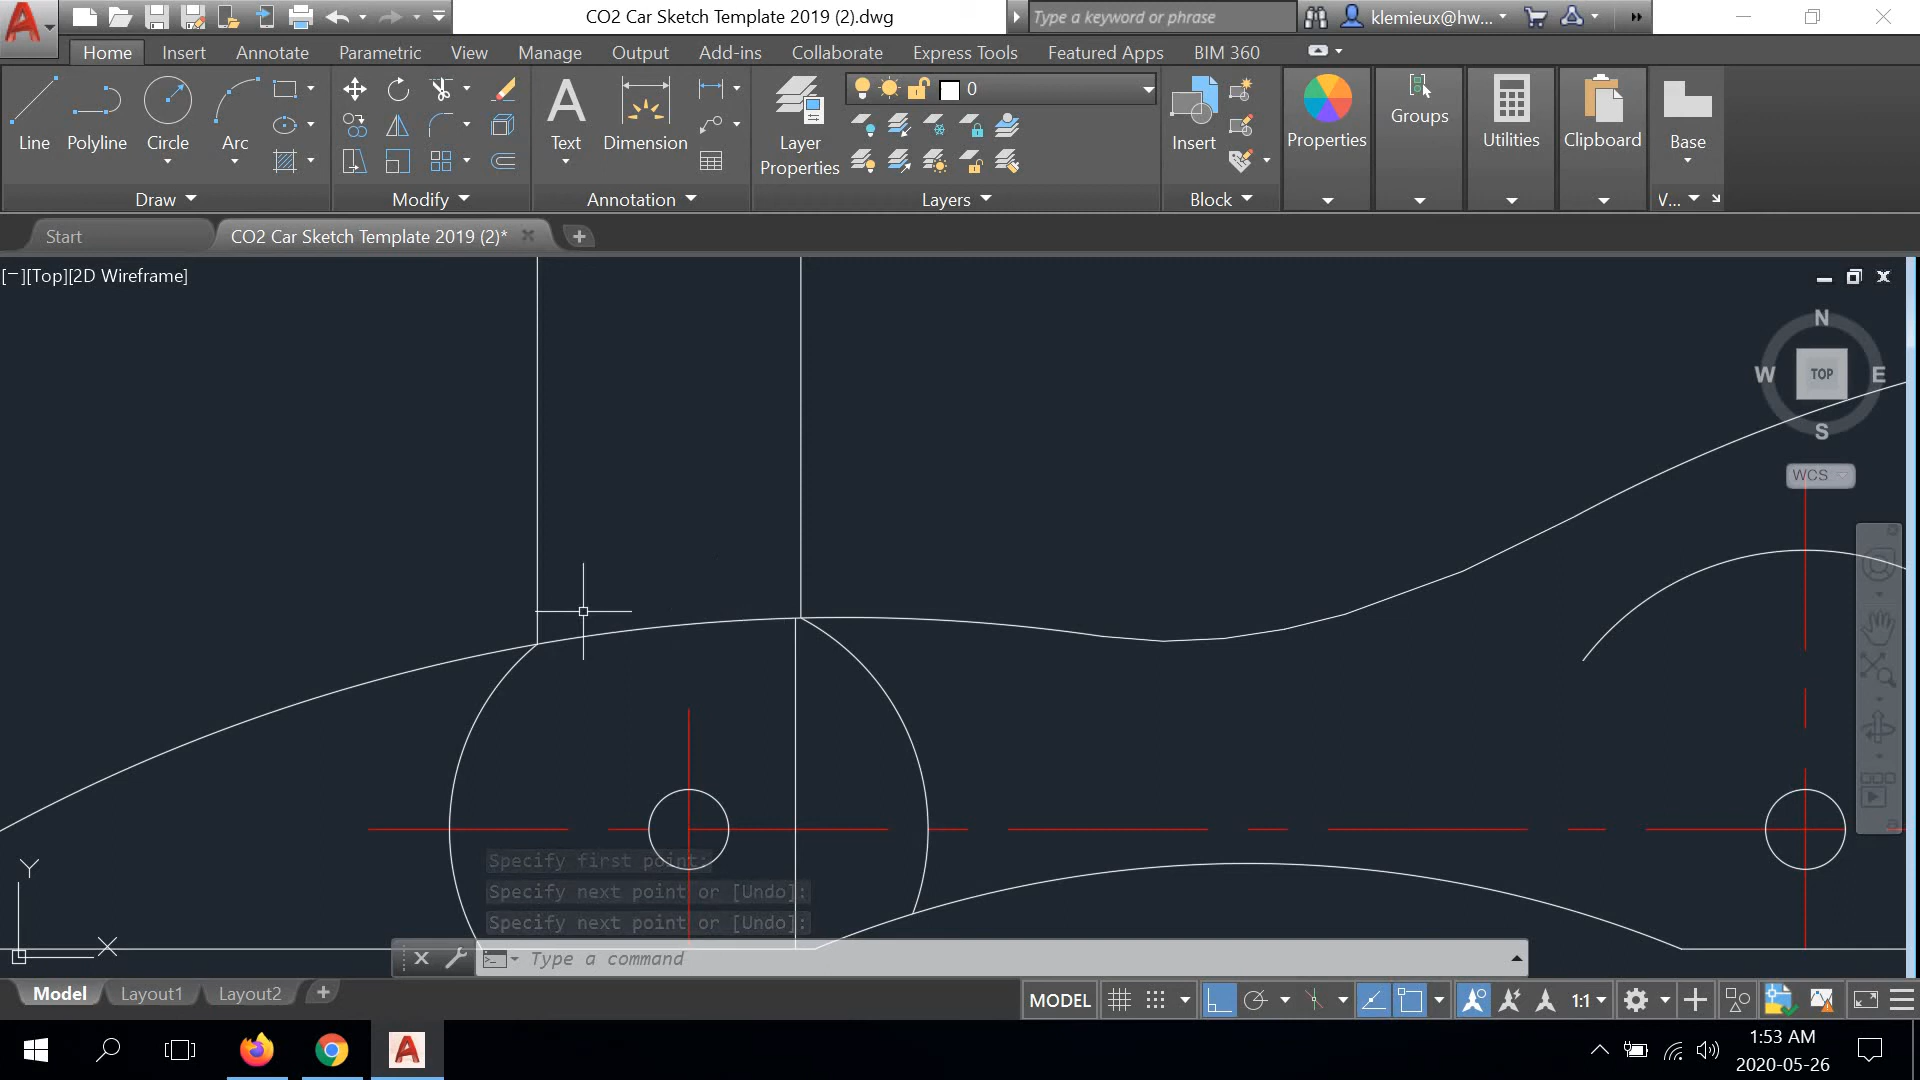 CO2 Car Sketch Template 2019 (2).dwg
Type a keyword or phrase
klemieux@hw...
Home Insert Annotate Parametric View Manage Output Add-ins Collaborate Express Tools Featured Apps BIM 360
Line Polyline Circle Arc
Text Dimension
Layer Properties
0
Insert
Properties Groups Utilities Clipboard Base
Draw Modify Annotation Layers Block V...
Start CO2 Car Sketch Template 2019 (2)*
[−][Top][2D Wireframe]
N
W TOP E
S
WCS
Specify first point:
Specify next point or [Undo]:
Specify next point or [Undo]:
Y
X
Type a command
Model Layout1 Layout2
MODEL 1:1
1:53 AM
2020-05-26